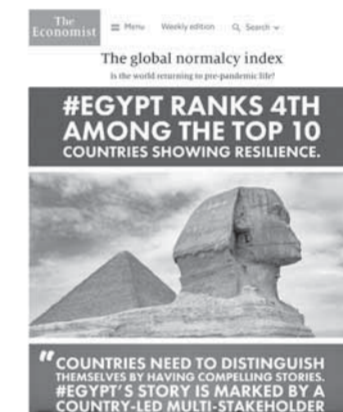 The
Economist
Menu Weekly edition Search
The global normalcy index
Is the world returning to pre-pandemic life?
#EGYPT RANKS 4TH
AMONG THE TOP 10
COUNTRIES SHOWING RESILIENCE.
"COUNTRIES NEED TO DISTINGUISH
THEMSELVES BY HAVING COMPELLING STORIES.
#EGYPT'S STORY IS MARKED BY A
COUNTRY-LED MULTI-STAKEHOLDER